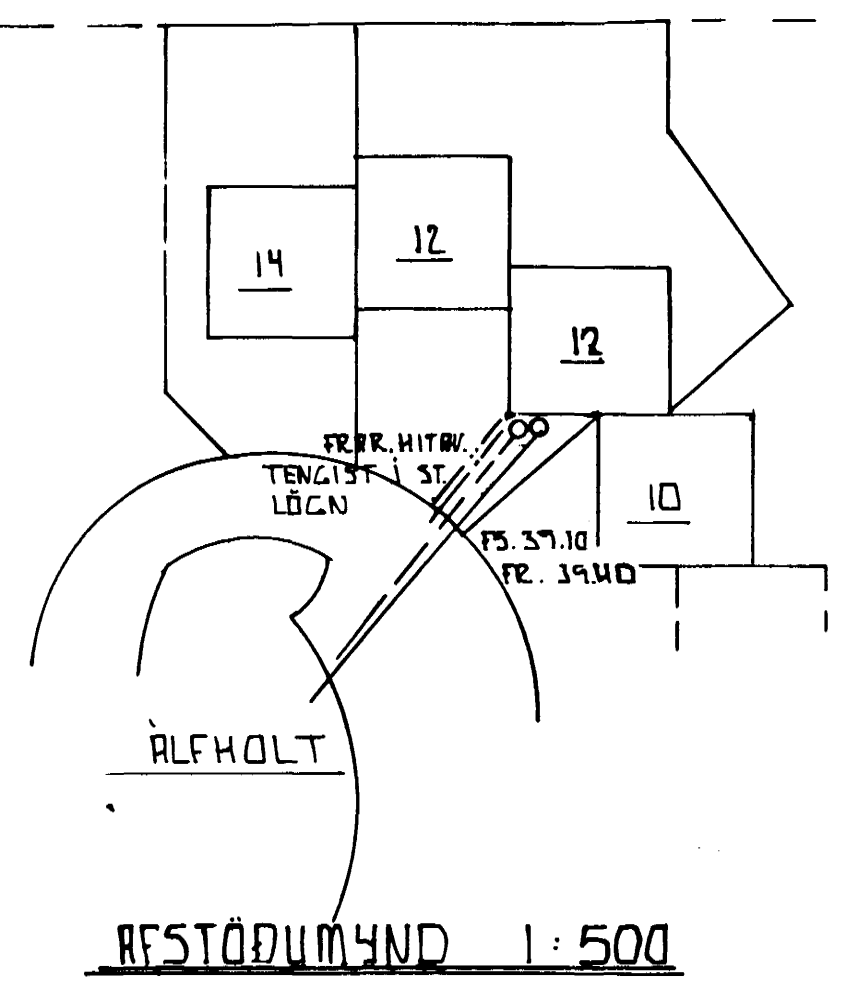 14
12
12
FRÁR. HITAV.
TENGIST Í ST.
LÖGN
10
FS. 39.10
FR. 39.40
ÁLFHOLT
AFSTÖÐUMYND 1:500